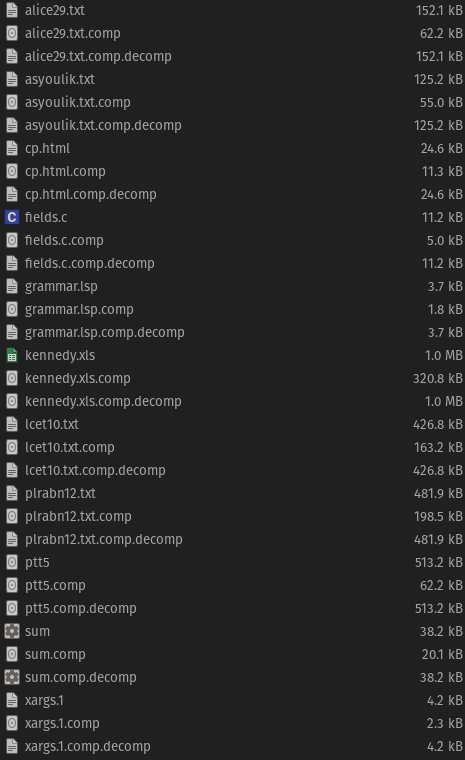 alice29.txt 152.1 kB
alice29.txt.comp 62.2 kB
alice29.txt.comp.decomp 152.1 kB
asyoulik.txt 125.2 kB
asyoulik.txt.comp 55.0 kB
asyoulik.txt.comp.decomp 125.2 kB
cp.html 24.6 kB
cp.html.comp 11.3 kB
cp.html.comp.decomp 24.6 kB
C fields.c 11.2 kB
fields.c.comp 5.0 kB
fields.c.comp.decomp 11.2 kB
grammar.lsp 3.7 kB
grammar.lsp.comp 1.8 kB
grammar.lsp.comp.decomp 3.7 kB
kennedy.xls 1.0 MB
kennedy.xls.comp 320.8 kB
kennedy.xls.comp.decomp 1.0 MB
lcet10.txt 426.8 kB
lcet10.txt.comp 163.2 kB
lcet10.txt.comp.decomp 426.8 kB
plrabn12.txt 481.9 kB
plrabn12.txt.comp 198.5 kB
plrabn12.txt.comp.decomp 481.9 kB
ptt5 513.2 kB
ptt5.comp 62.2 kB
ptt5.comp.decomp 513.2 kB
sum 38.2 kB
sum.comp 20.1 kB
sum.comp.decomp 38.2 kB
xargs.1 4.2 kB
xargs.1.comp 2.3 kB
xargs.1.comp.decomp 4.2 kB